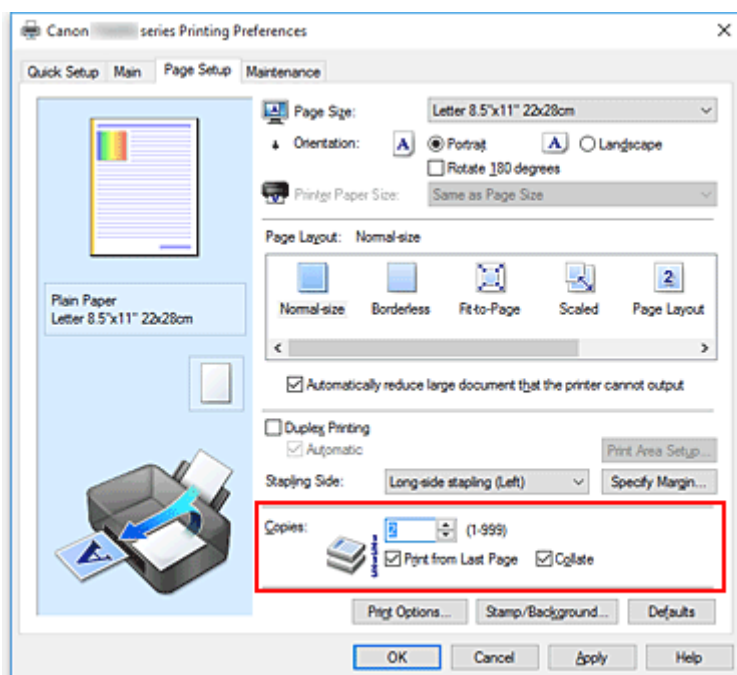 Canon series Printing Preferences
Quick Setup Main Page Setup Maintenance
Page Size: Letter 8.5"x11" 22x28cm
Orientation: A Portrait A Landscape
Rotate 180 degrees
Printer Paper Size: Same as Page Size
Page Layout: Normal-size
2
Normal-size Borderless Fit-to-Page Scaled Page Layout
Plain Paper
Letter 8.5"x11" 22x28cm
Automatically reduce large document that the printer cannot output
Duplex Printing
Automatic Print Area Setup...
Stapling Side: Long-side stapling (Left) Specify Margin...
Copies: 2 (1-999)
Print from Last Page Collate
A
Print Options... Stamp/Background... Defaults
OK Cancel Apply Help